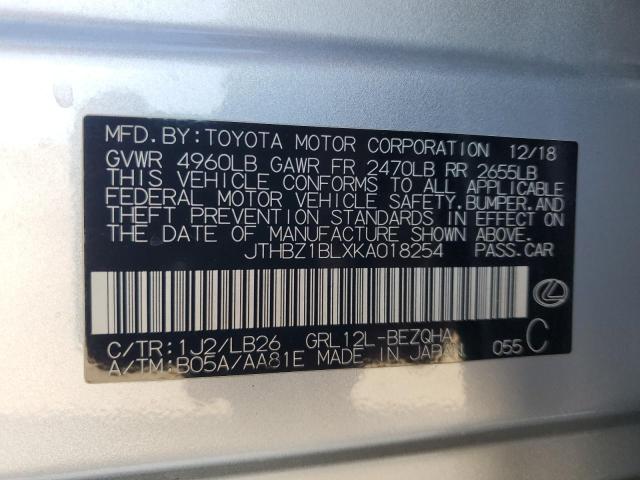 MFD.BY:TOYOTA MOTOR CORPORATION 12/18
GVWR 4960LB GAWR FR 2470LB RR 2655LB
THIS VEHICLE CONFORMS TO ALL APPLICABLE
FEDERAL MOTOR VEHICLE SAFETY.BUMPER.AND
THEFT PREVENTION STANDARDS IN EFFECT ON
THE DATE OF MANUFACTURE SHOWN ABOVE.
JTHBZ1BLXKA018254 PASS.CAR
C/TR:1J2/LB26 GRL12L-BEZQHA
A/TM:B05A/AA81E MADE IN JAPAN 055 C